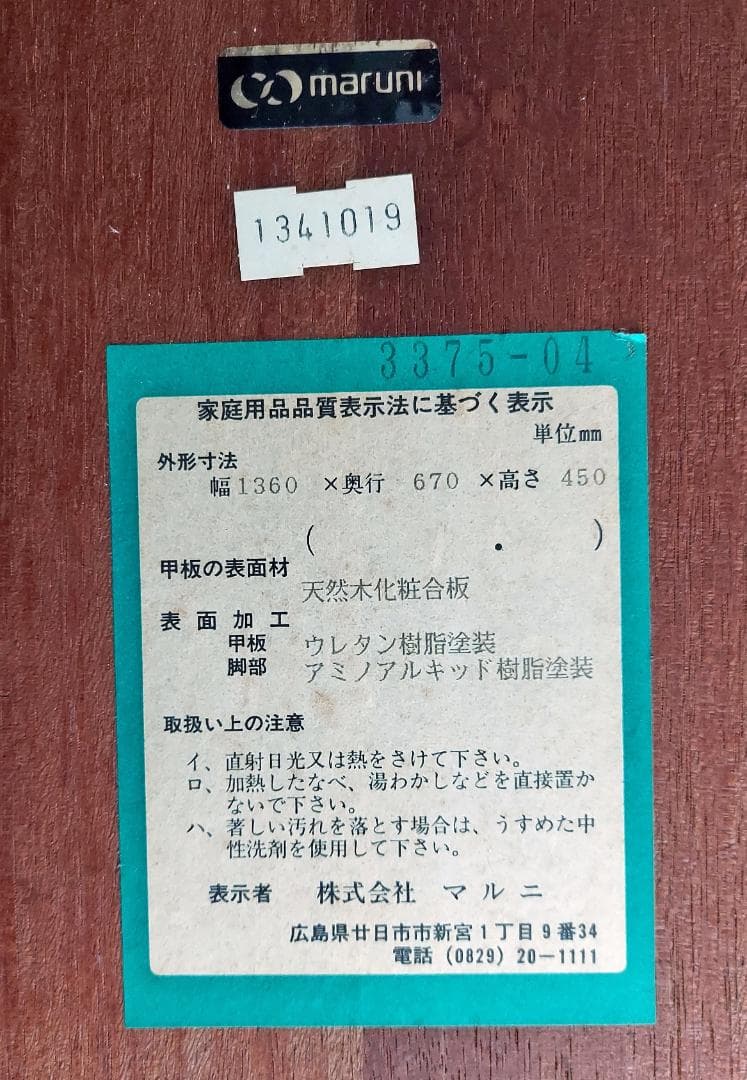 maruni
1341019
3375-04
家庭用品品質表示法に基づく表示
単位mm
外形寸法
幅1360 ×奥行 670 ×高さ 450
( . )
甲板の表面材
天然木化粧合板
表面加工
甲板 ウレタン樹脂塗装
脚部 アミノアルキッド樹脂塗装
取扱い上の注意
イ、直射日光又は熱をさけて下さい。
ロ、加熱したなべ、湯わかしなどを直接置か
ないで下さい。
ハ、著しい汚れを落とす場合は、うすめた中
性洗剤を使用して下さい。
表示者 株式会社 マルニ
広島県廿日市市新宮1丁目9番34
電話 (0829) 20-1111